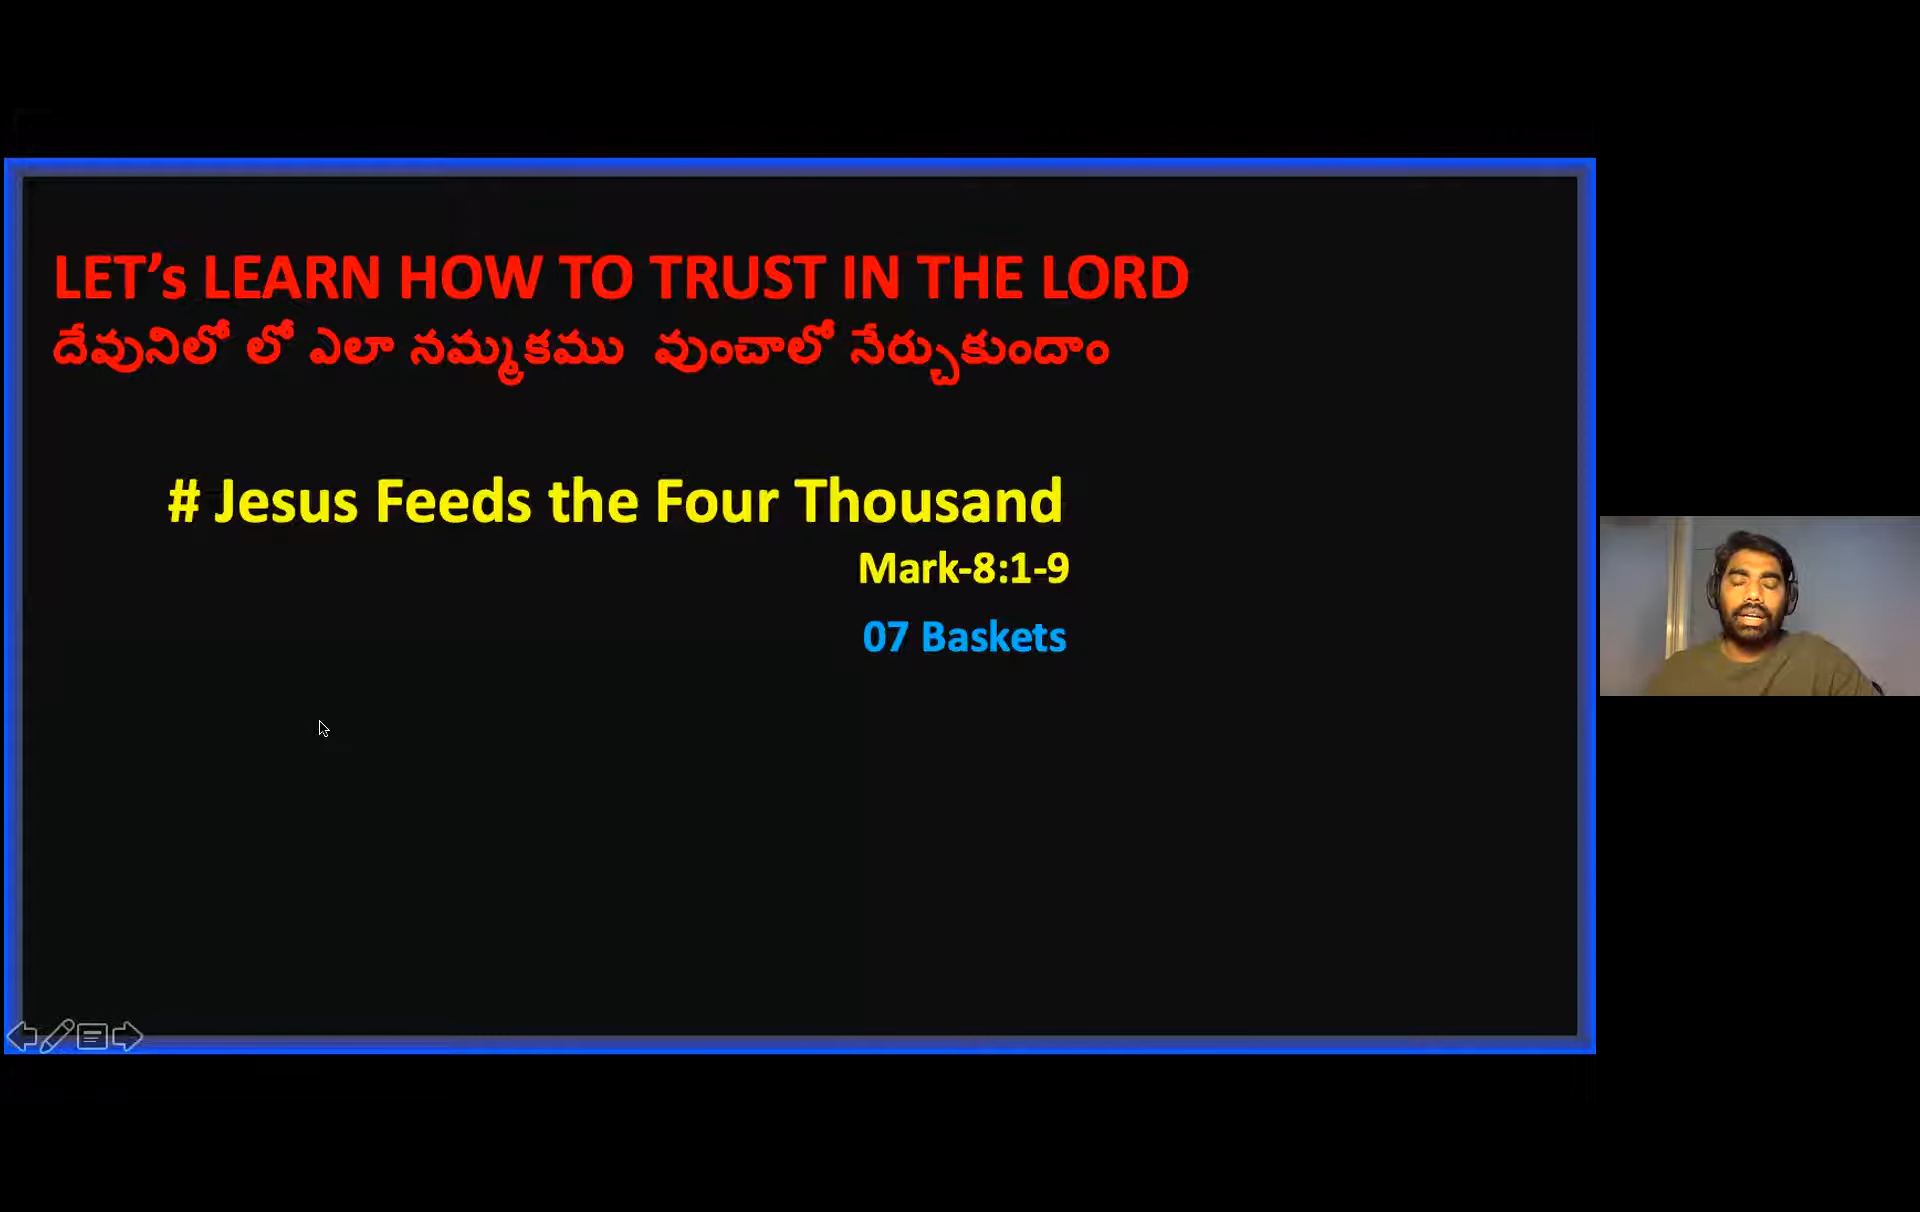 LET’s LEARN HOW TO TRUST IN THE LORD
దేవునిలో లో ఎలా నమ్మకము వుంచాలో నేర్చుకుందాం
# Jesus Feeds the Four Thousand
Mark-8:1-9
07 Baskets